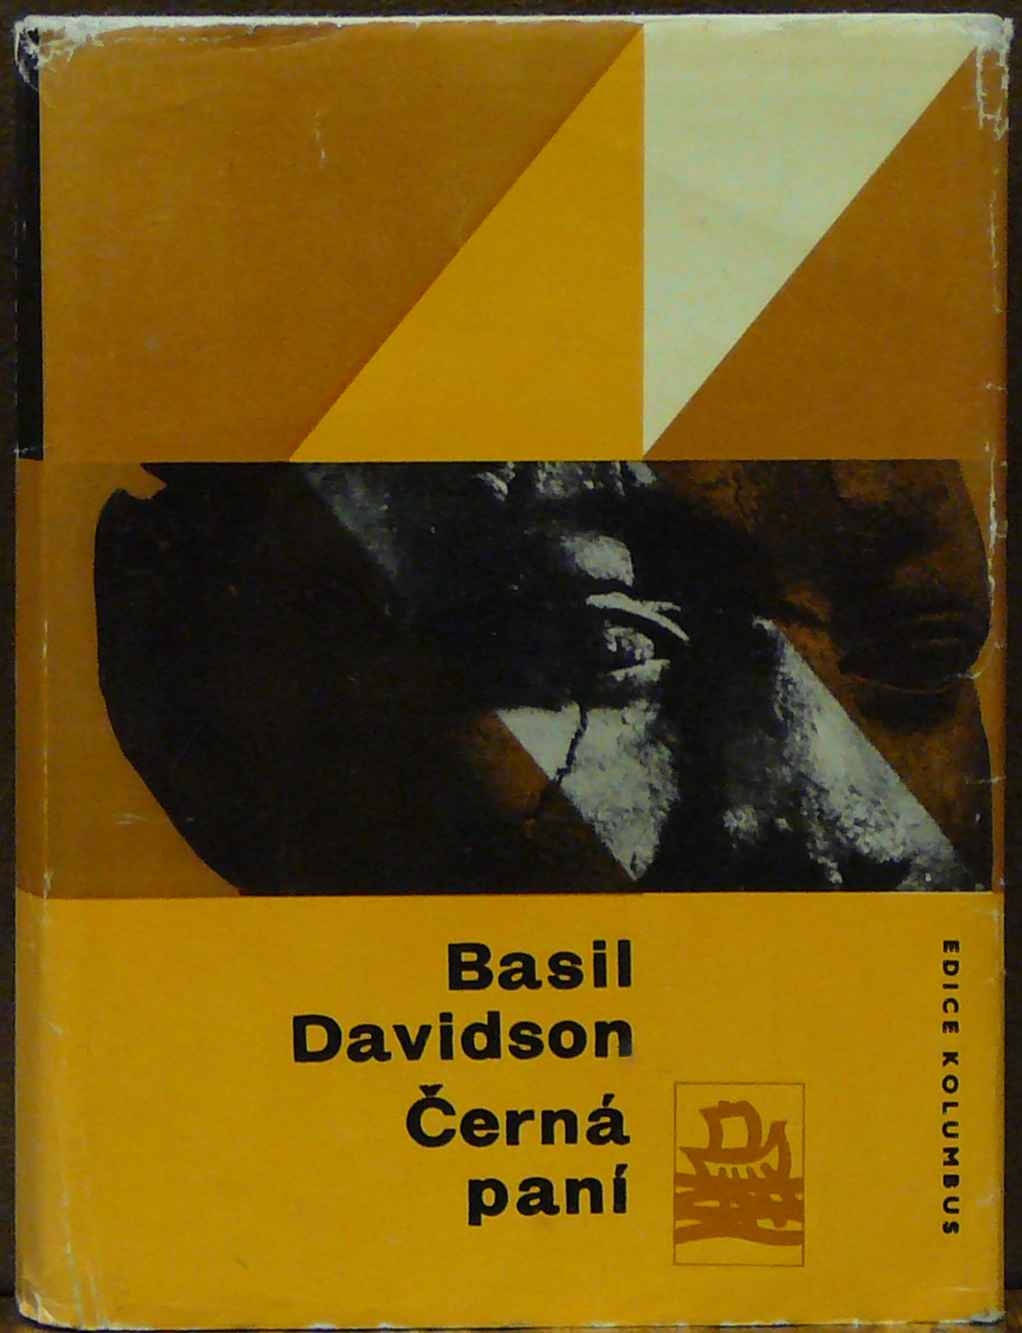 Basil
Davidson
Černá
paní
EDICE KOLUMBUS